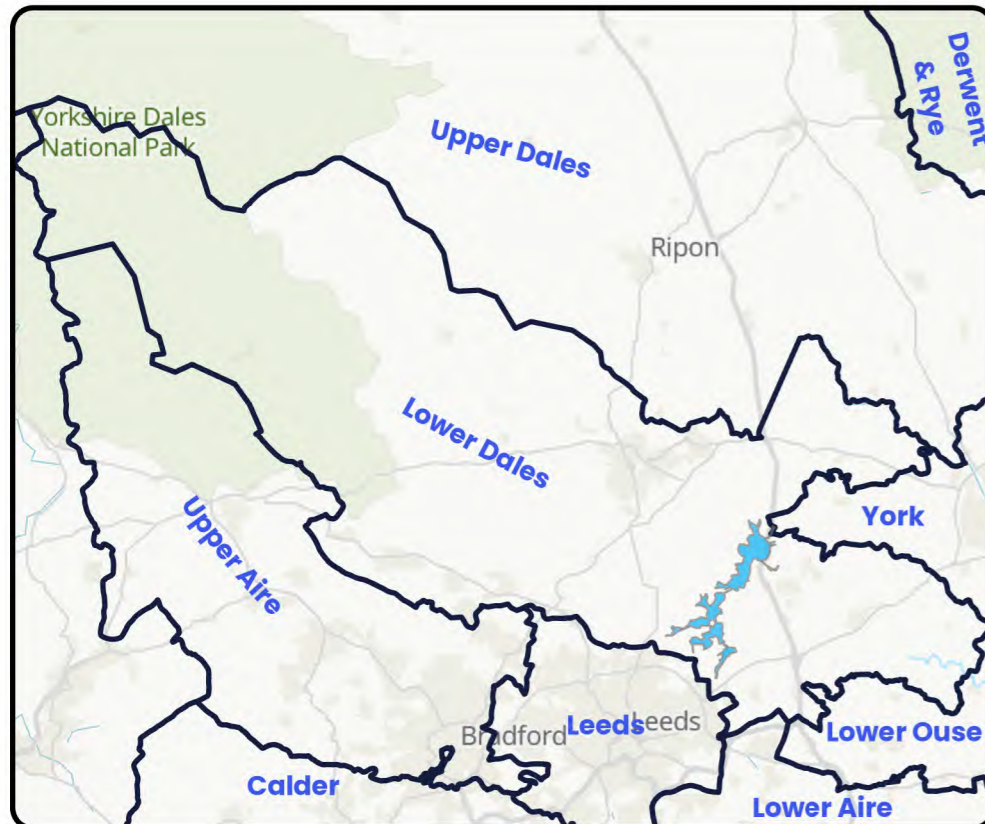 Derwent
& Rye
Yorkshire Dales
National Park
Upper Dales
Ripon
Lower Dales
Upper Aire
York
Bradford
Leeds
Leeds
Lower Ouse
Calder
Lower Aire